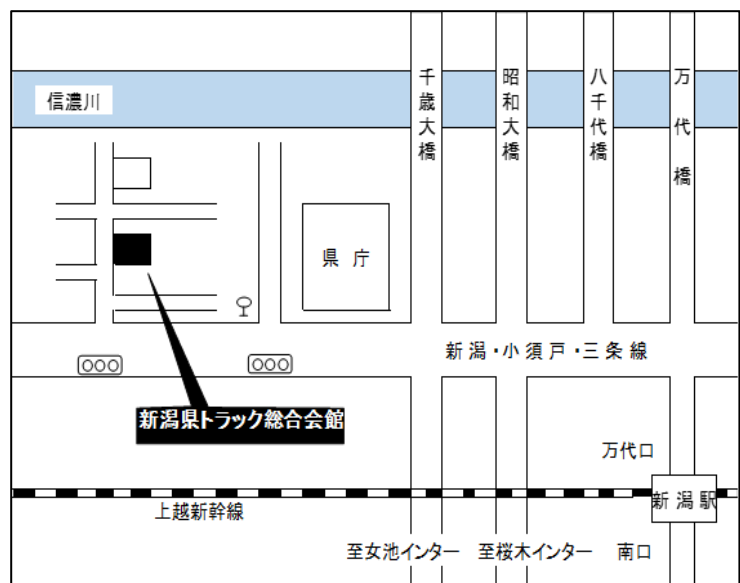 信濃川
千歳大橋
昭和大橋
八千代橋
万代橋
県庁
新潟・小須戸・三条線
新潟県トラック総合会館
万代口
新潟駅
上越新幹線
至女池インター
至桜木インター
南口